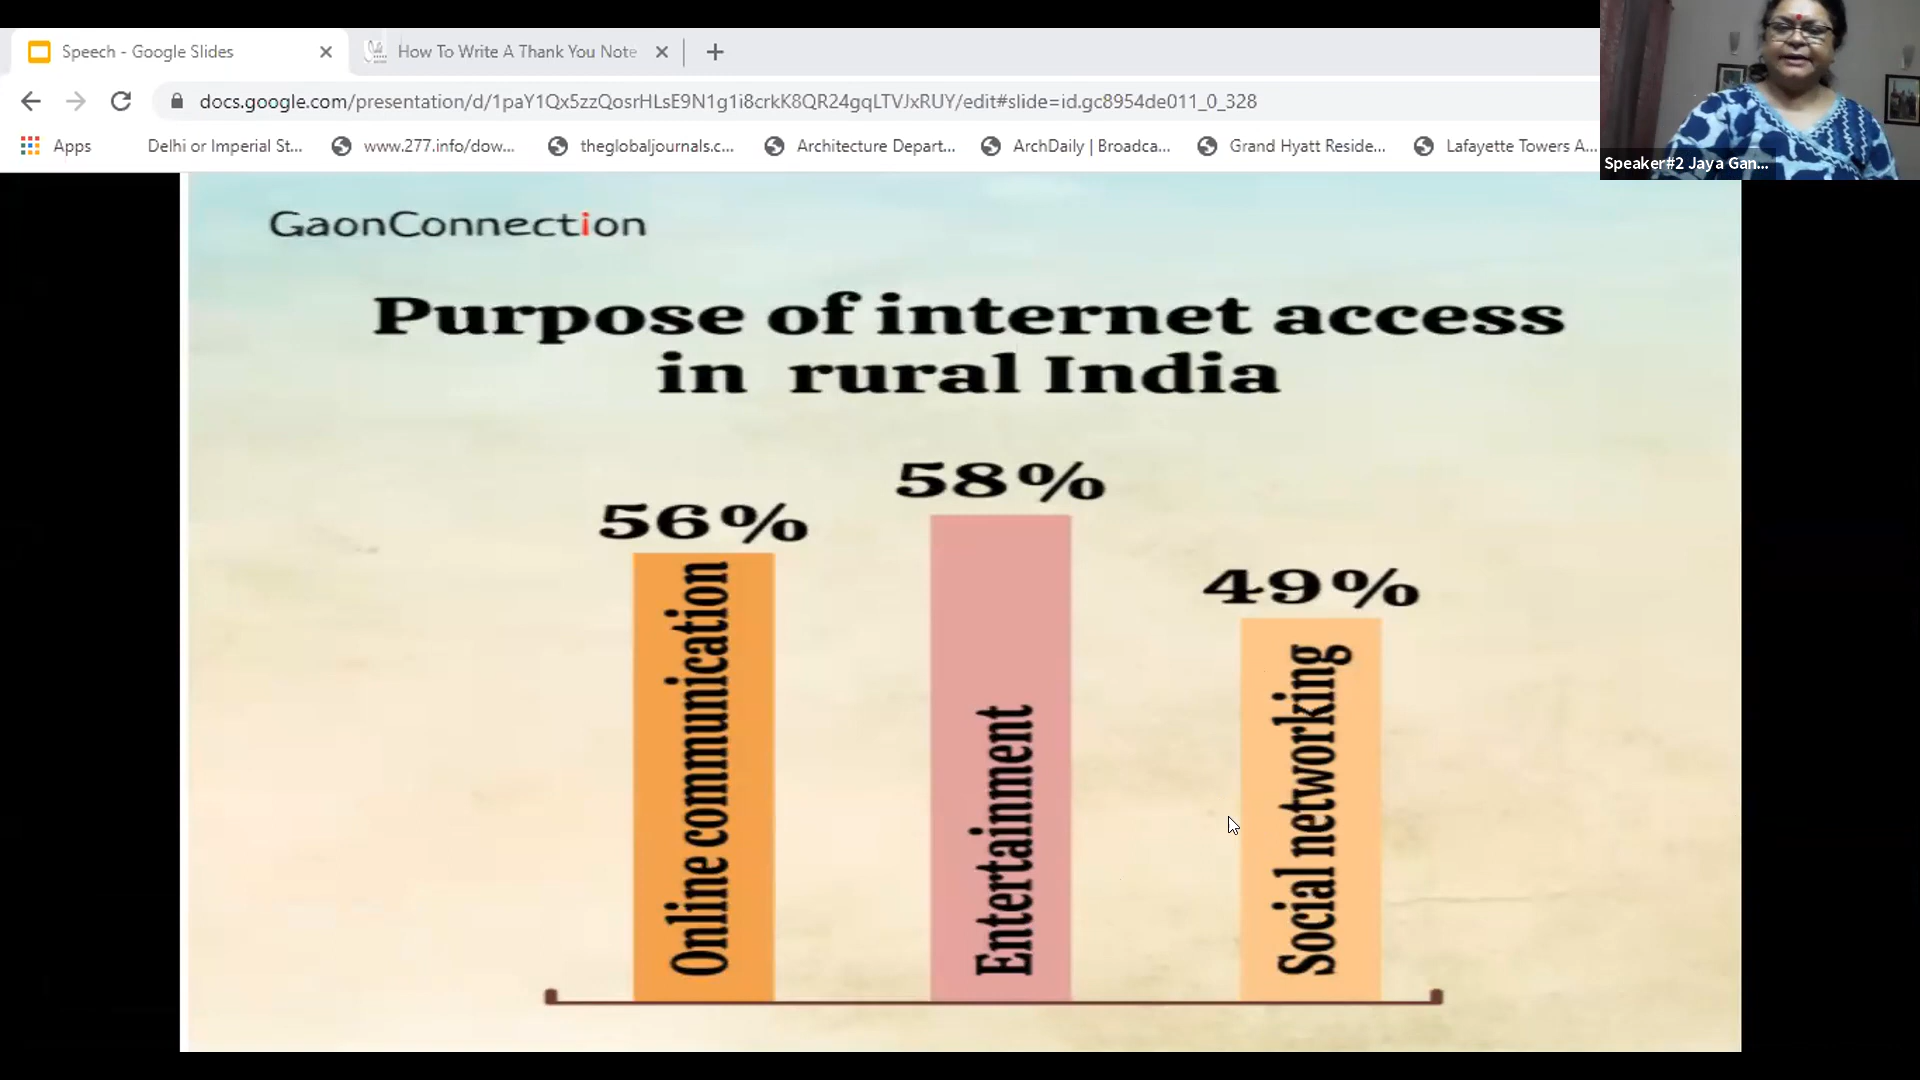 Speech - Google Slides
How To Write A Thank You Note
docs.google.com/presentation/d/1paY1Qx5zzQosrHLsE9N1g1i8crkK8QR24gqLTVJxRUY/edit#slide=id.gc8954de011_0_328
Apps
Delhi or Imperial St...
www.277.info/dow...
theglobaljournals.c...
Architecture Depart...
ArchDaily | Broadca...
Grand Hyatt Reside...
Lafayette Towers A...
Speaker#2 Jaya Gan...
GaonConnection
Purpose of internet access
in rural India
56%
Online communication
58%
Entertainment
49%
Social networking